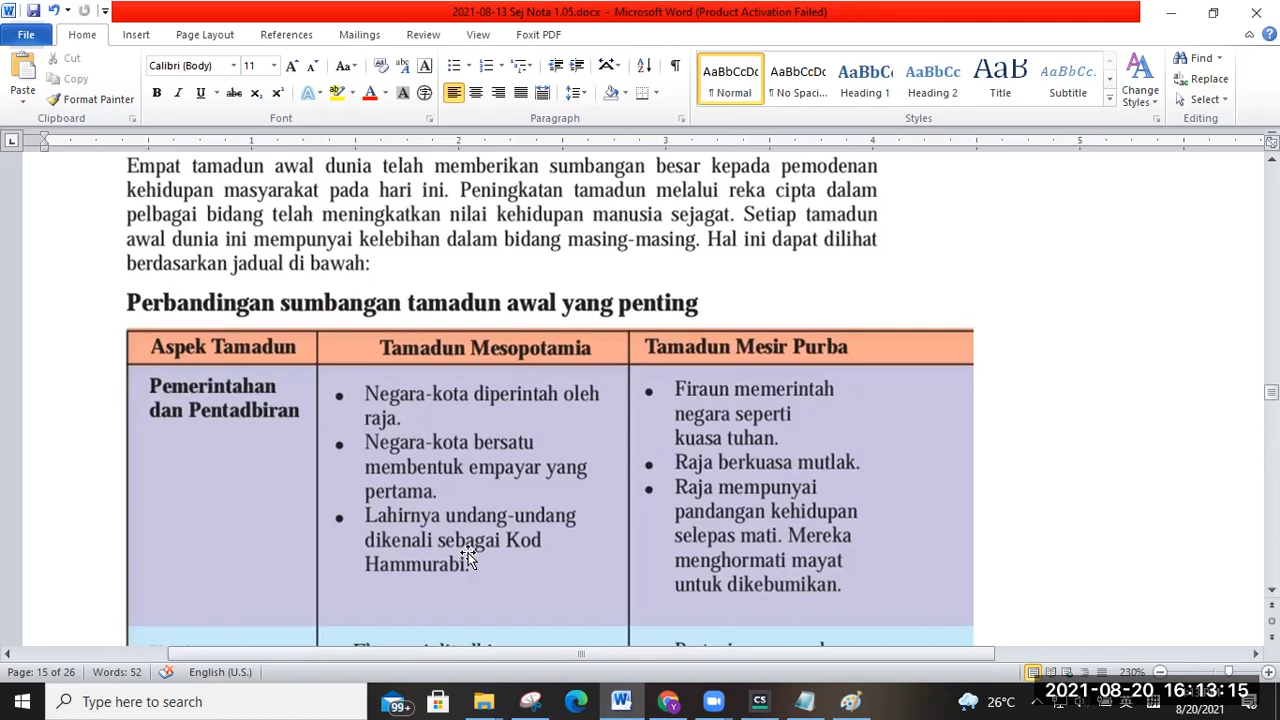 2021-08-13 Sej Nota 1.05.docx - Microsoft Word (Product Activation Failed)
File Home Insert Page Layout References Mailings Review View Foxit PDF
Cut
Copy
Format Painter
Paste
Clipboard
Calibri (Body) 11
Font
Paragraph
AaBbCcDc AaBbCcDc AaBbC AaBbCc AaB AaBbCc.
¶ Normal ¶ No Spaci... Heading 1 Heading 2 Title Subtitle
Styles
Change
Styles
Find
Replace
Select
Editing
1 2 3 4 5
Empat tamadun awal dunia telah memberikan sumbangan besar kepada pemodenan
kehidupan masyarakat pada hari ini. Peningkatan tamadun melalui reka cipta dalam
pelbagai bidang telah meningkatkan nilai kehidupan manusia sejagat. Setiap tamadun
awal dunia ini mempunyai kelebihan dalam bidang masing-masing. Hal ini dapat dilihat
berdasarkan jadual di bawah:
Perbandingan sumbangan tamadun awal yang penting
Aspek Tamadun Tamadun Mesopotamia Tamadun Mesir Purba
Pemerintahan
dan Pentadbiran
• Negara-kota diperintah oleh
raja.
• Negara-kota bersatu
membentuk empayar yang
pertama.
• Lahirnya undang-undang
dikenali sebagai Kod
Hammurabi.
• Firaun memerintah
negara seperti
kuasa tuhan.
• Raja berkuasa mutlak.
• Raja mempunyai
pandangan kehidupan
selepas mati. Mereka
menghormati mayat
untuk dikebumikan.
Page: 15 of 26 Words: 52 English (U.S.) 230%
Type here to search
99+
26°C
2021-08-20 16:13:15
8/20/2021